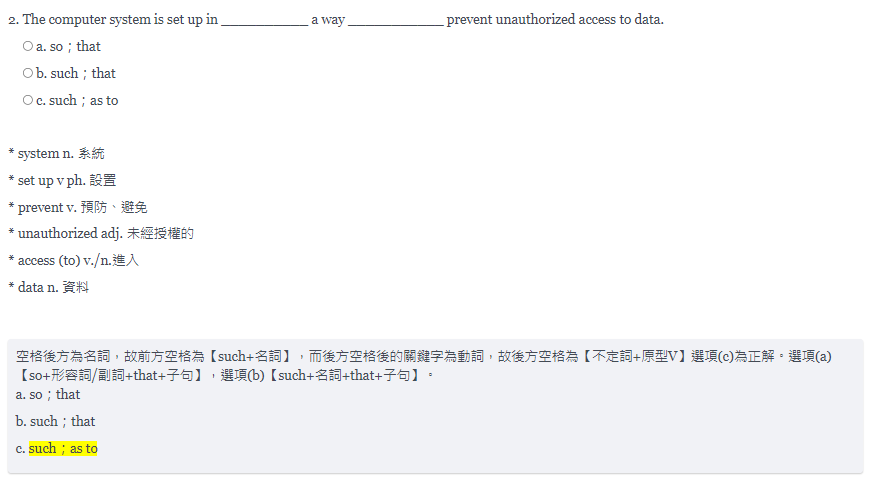 2. The computer system is set up in ____________ a way _____________ prevent unauthorized access to data.
a. so；that
b. such；that
c. such；as to
* system n. 系統
* set up v ph. 設置
* prevent v. 預防、避免
* unauthorized adj. 未經授權的
* access (to) v./n.進入
* data n. 資料
空格後方為名詞，故前方空格為【such+名詞】，而後方空格後的關鍵字為動詞，故後方空格為【不定詞+原型V】選項(c)為正解。選項(a)
【so+形容詞/副詞+that+子句】，選項(b)【such+名詞+that+子句】。
a. so；that
b. such；that
c. such；as to